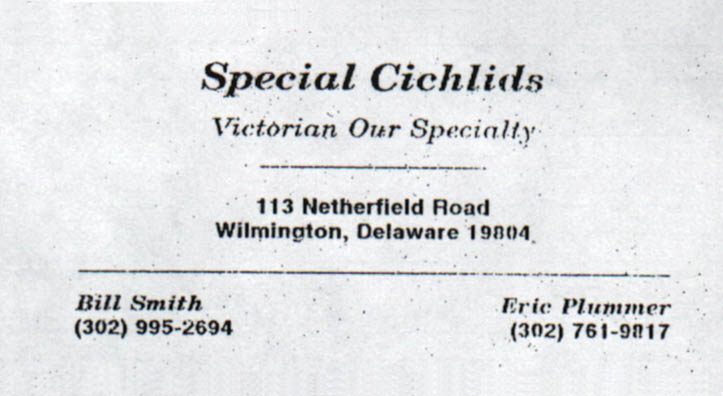 Special Cichlids
Victorian Our Specialty
113 Netherfield Road
Wilmington, Delaware 19804
Bill Smith
(302) 995-2694
Eric Plummer
(302) 761-9817